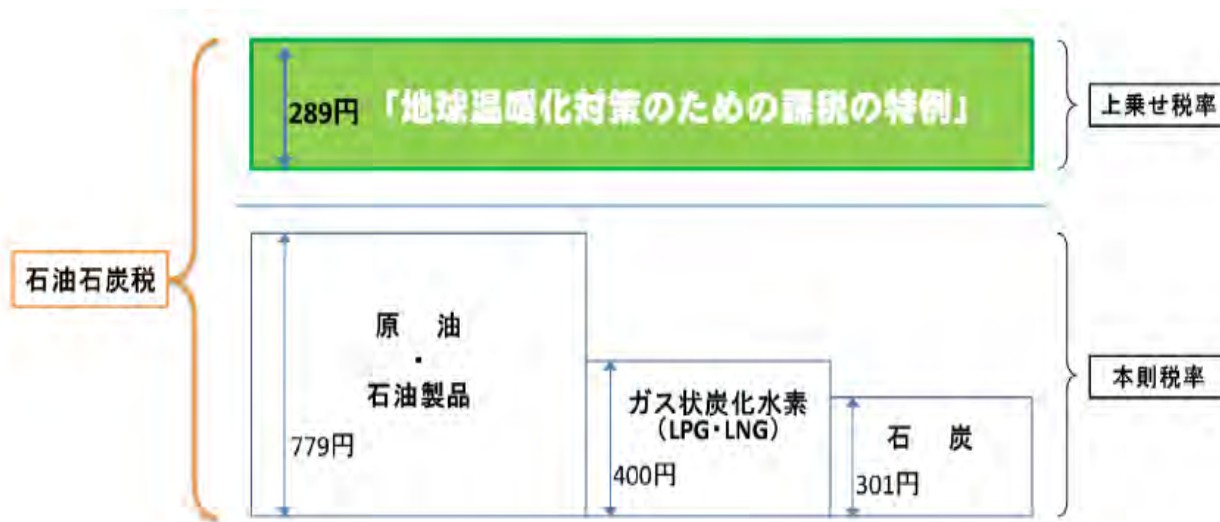 289円 「地球温暖化対策のための課税の特例」
上乗せ税率
石油石炭税
原　油
・
石油製品
779円
ガス状炭化水素
（LPG・LNG）
400円
石　炭
301円
本則税率